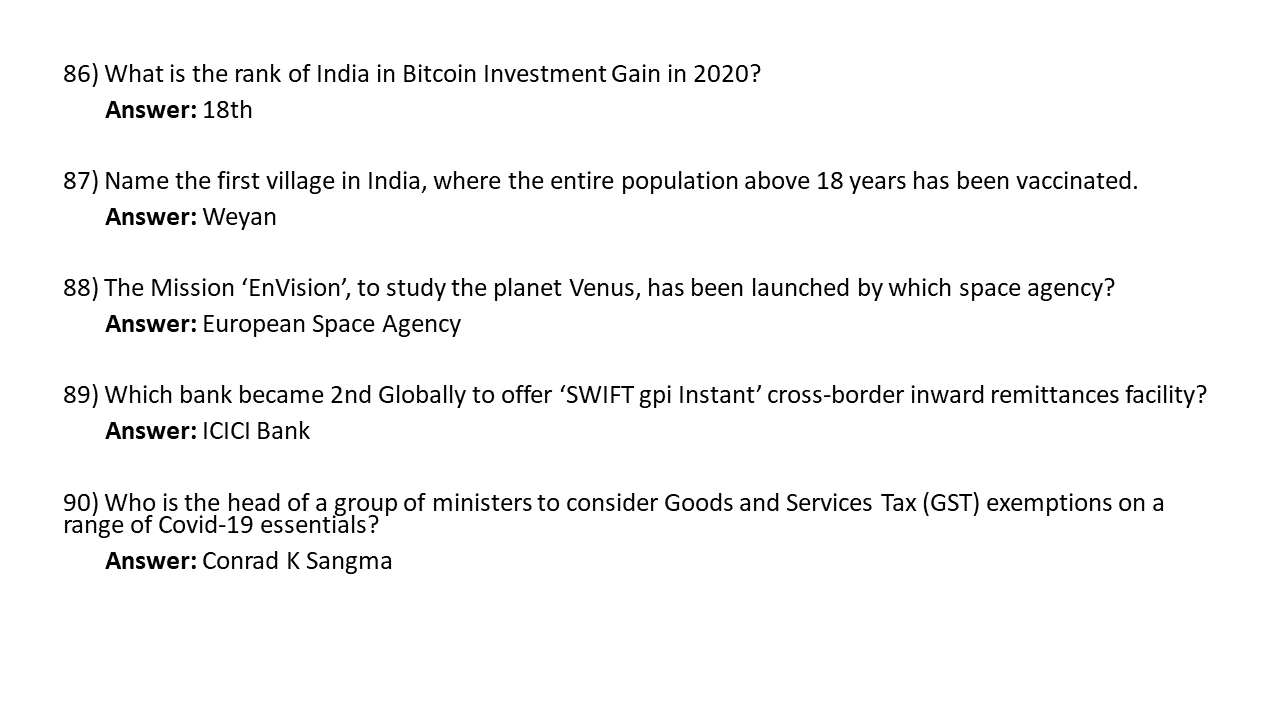 86) What is the rank of India in Bitcoin Investment Gain in 2020?
Answer: 18th
87) Name the first village in India, where the entire population above 18 years has been vaccinated.
Answer: Weyan
88) The Mission ‘EnVision’, to study the planet Venus, has been launched by which space agency?
Answer: European Space Agency
89) Which bank became 2nd Globally to offer ‘SWIFT gpi Instant’ cross-border inward remittances facility?
Answer: ICICI Bank
90) Who is the head of a group of ministers to consider Goods and Services Tax (GST) exemptions on a
range of Covid-19 essentials?
Answer: Conrad K Sangma